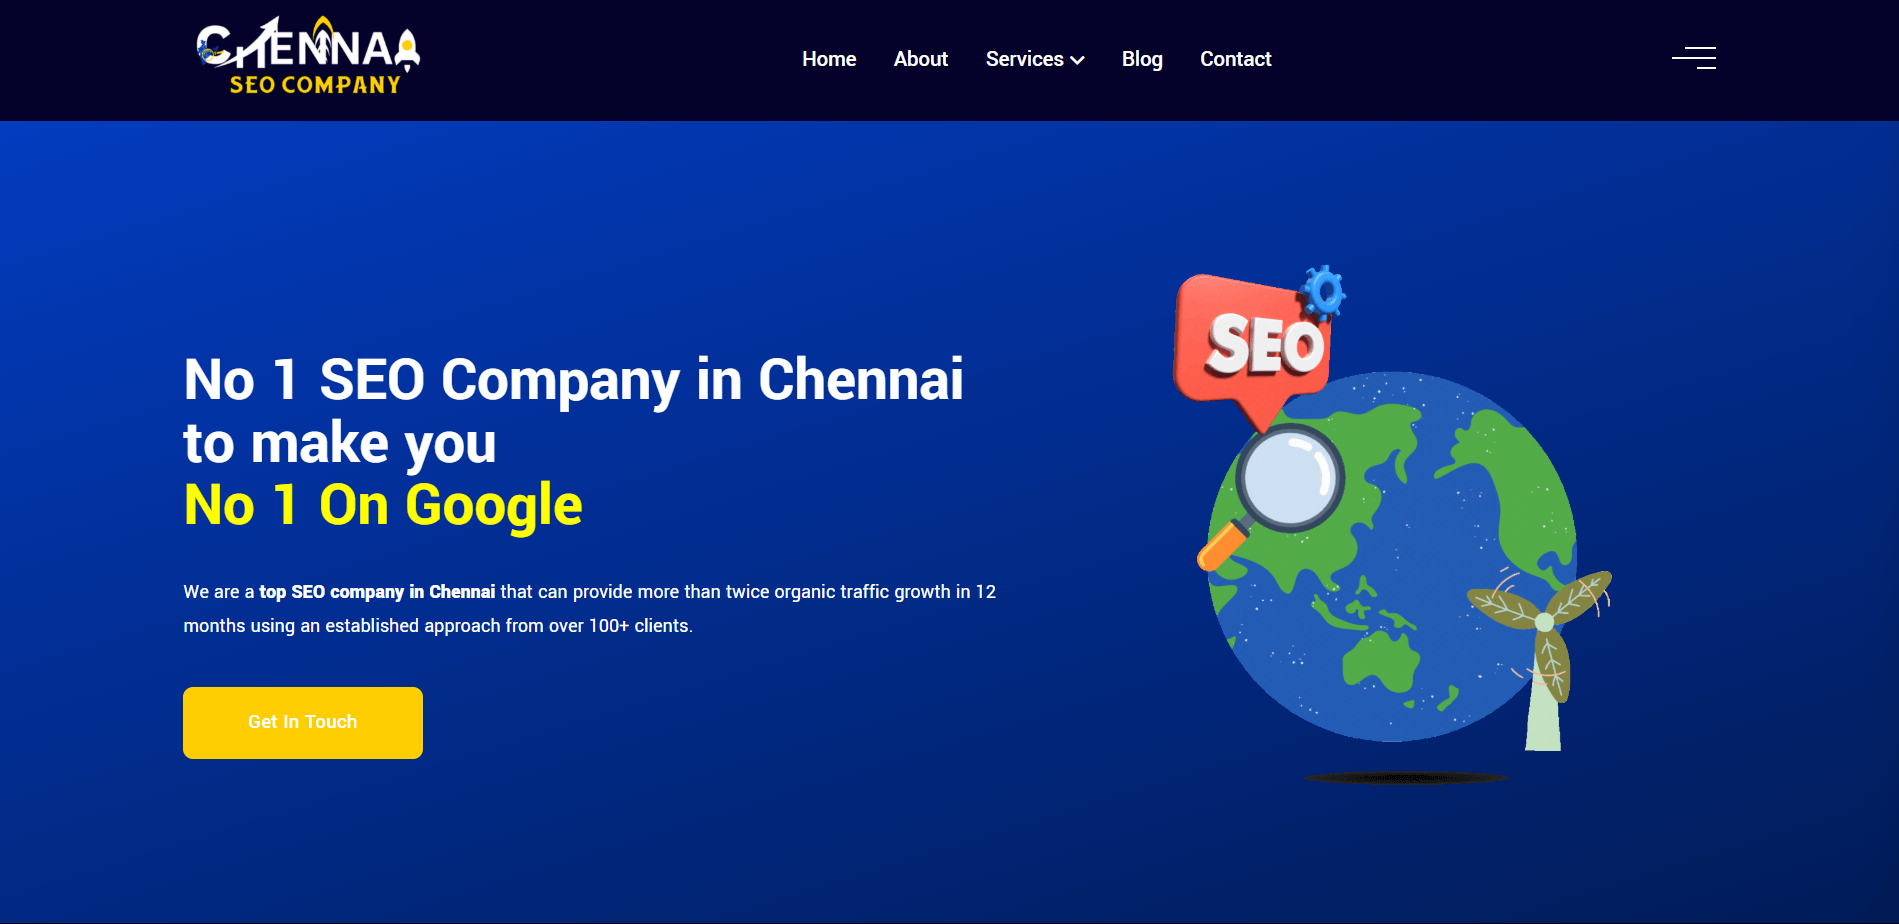 CHENNAI
SEO COMPANY
Home About Services Blog Contact
SEO
No 1 SEO Company in Chennai
to make you
No 1 On Google
We are a top SEO company in Chennai that can provide more than twice organic traffic growth in 12
months using an established approach from over 100+ clients.
Get In Touch